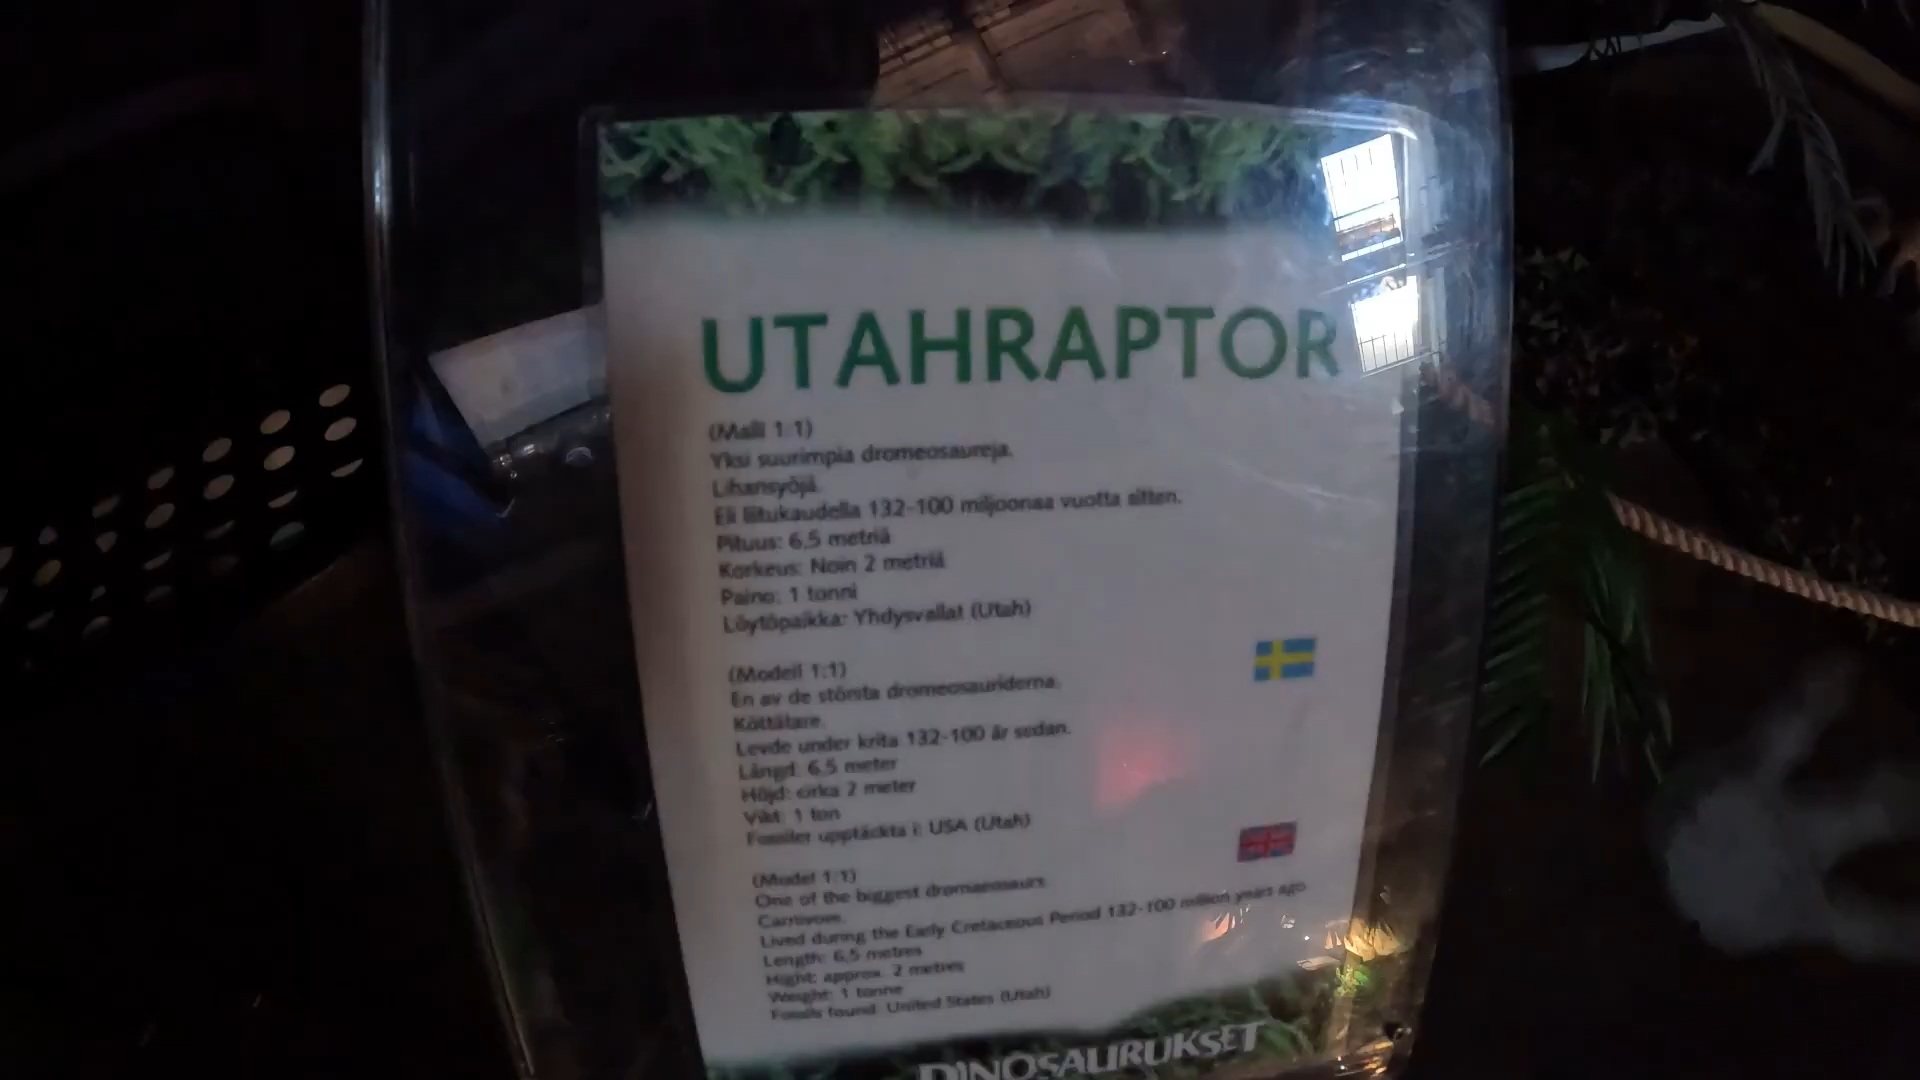 UTAHRAPTOR
(Malli 1:1)
Yksi suurimpia dromeosaureja.
Lihansyöjä.
Eli liitukaudella 132-100 miljoonaa vuotta sitten.
Pituus: 6,5 metriä
Korkeus: Noin 2 metriä
Paino: 1 tonni
Löytöpaikka: Yhdysvallat (Utah)
(Modell 1:1)
En av de största dromeosauriderna.
Köttätare.
Levde under krita 132-100 år sedan.
Längd: 6,5 meter
Höjd: cirka 2 meter
Vikt: 1 ton
Fossiler upptäckta i: USA (Utah)
(Model 1:1)
One of the biggest dromaeosaurs.
Carnivore.
Lived during the Early Cretaceous Period 132-100 million years ago
Length: 6,5 metres
Hight: approx. 2 metres
Weight: 1 tonne
Fossils found: United States (Utah)
DINOSAURUKSET